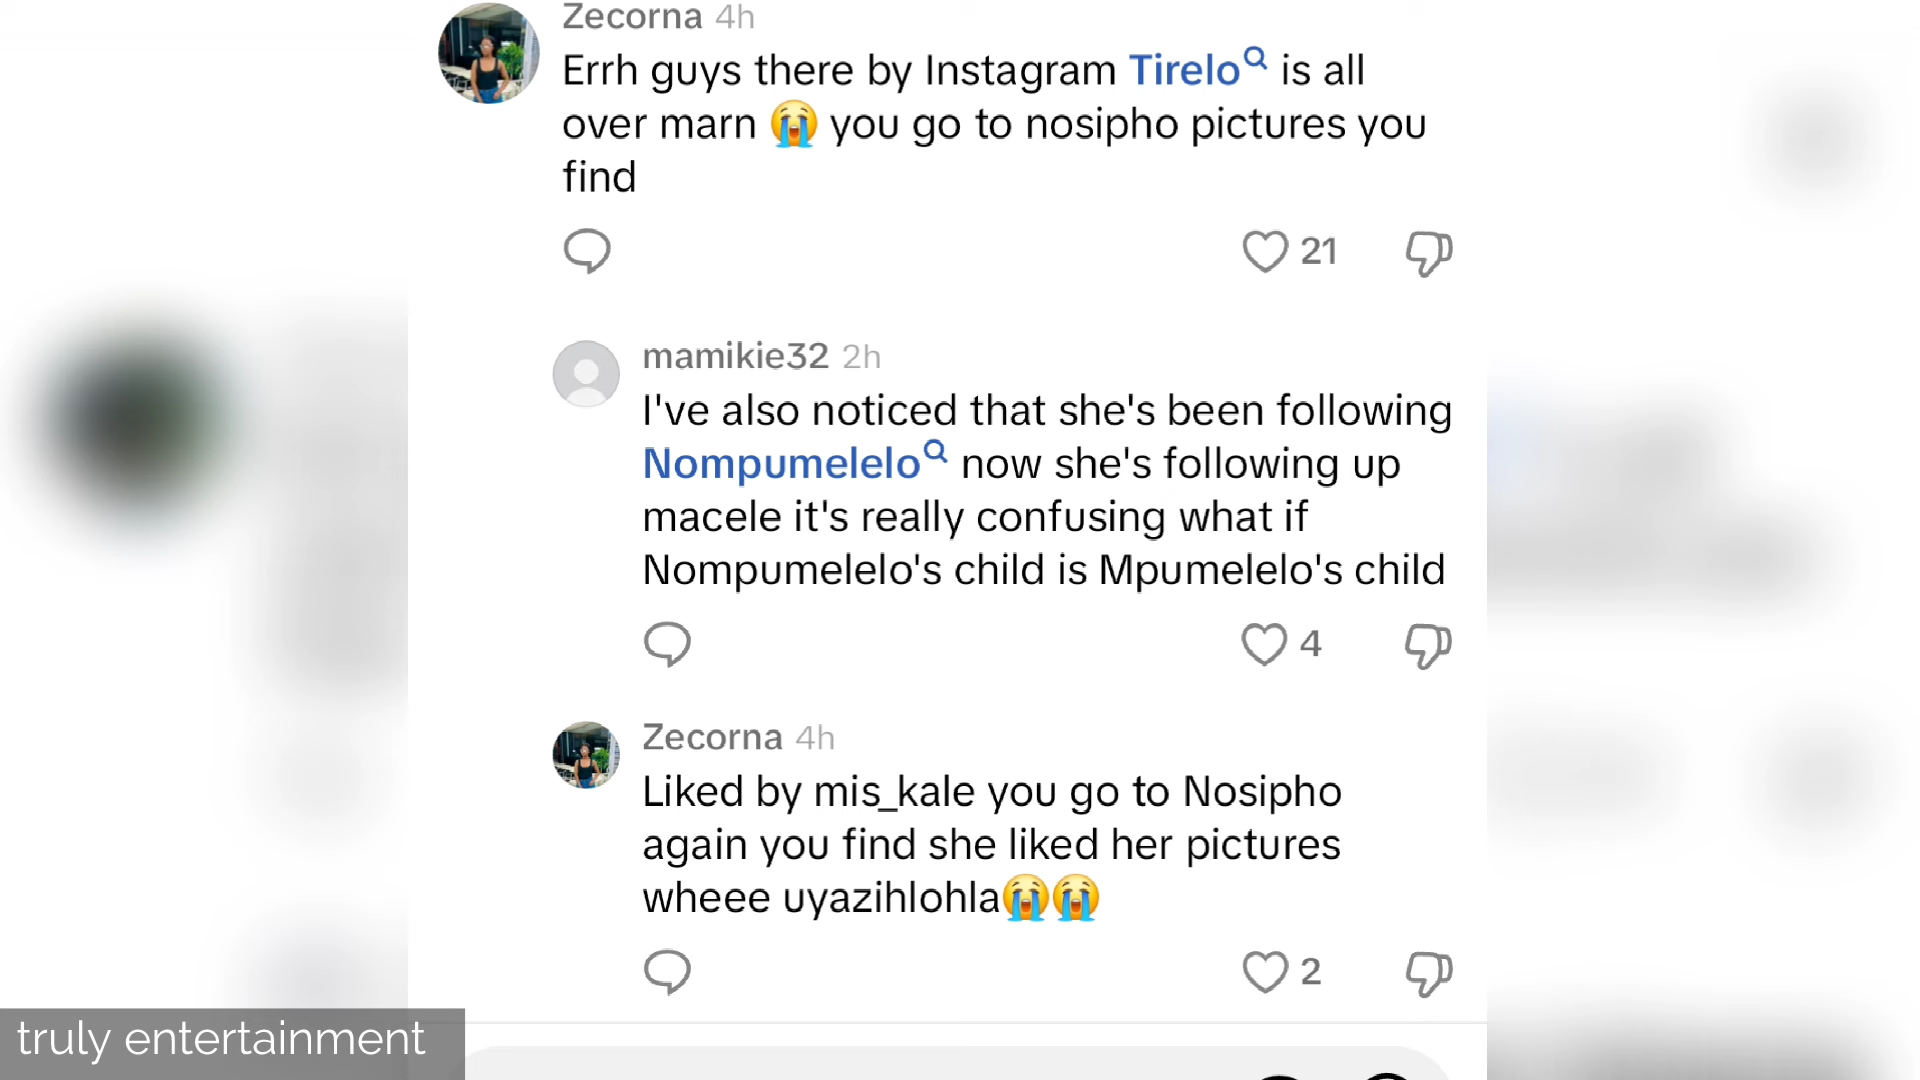 Zecorna 4h
Errh guys there by Instagram Tirelo is all
over marn 😭 you go to nosipho pictures you
find
21
mamikie32 2h
I've also noticed that she's been following
Nompumelelo now she's following up
macele it's really confusing what if
Nompumelelo's child is Mpumelelo's child
4
Zecorna 4h
Liked by mis_kale you go to Nosipho
again you find she liked her pictures
wheee uyazihlohla😭😭
2
truly entertainment